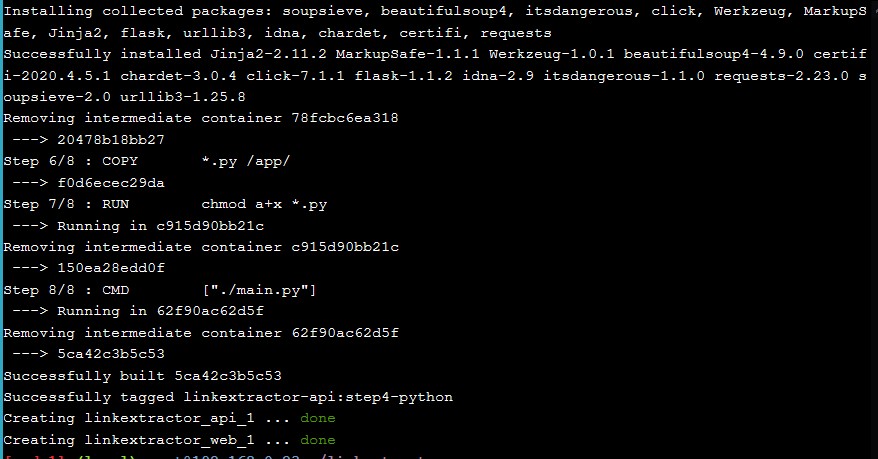 Installing collected packages: soupsieve, beautifulsoup4, itsdangerous, click, Werkzeug, MarkupS
afe, Jinja2, flask, urllib3, idna, chardet, certifi, requests
Successfully installed Jinja2-2.11.2 MarkupSafe-1.1.1 Werkzeug-1.0.1 beautifulsoup4-4.9.0 certif
i-2020.4.5.1 chardet-3.0.4 click-7.1.1 flask-1.1.2 idna-2.9 itsdangerous-1.1.0 requests-2.23.0 s
oupsieve-2.0 urllib3-1.25.8
Removing intermediate container 78fcbc6ea318
 ---> 20478b18bb27
Step 6/8 : COPY       *.py /app/
 ---> f0d6ecec29da
Step 7/8 : RUN        chmod a+x *.py
 ---> Running in c915d90bb21c
Removing intermediate container c915d90bb21c
 ---> 150ea28edd0f
Step 8/8 : CMD        ["./main.py"]
 ---> Running in 62f90ac62d5f
Removing intermediate container 62f90ac62d5f
 ---> 5ca42c3b5c53
Successfully built 5ca42c3b5c53
Successfully tagged linkextractor-api:step4-python
Creating linkextractor_api_1 ... done
Creating linkextractor_web_1 ... done